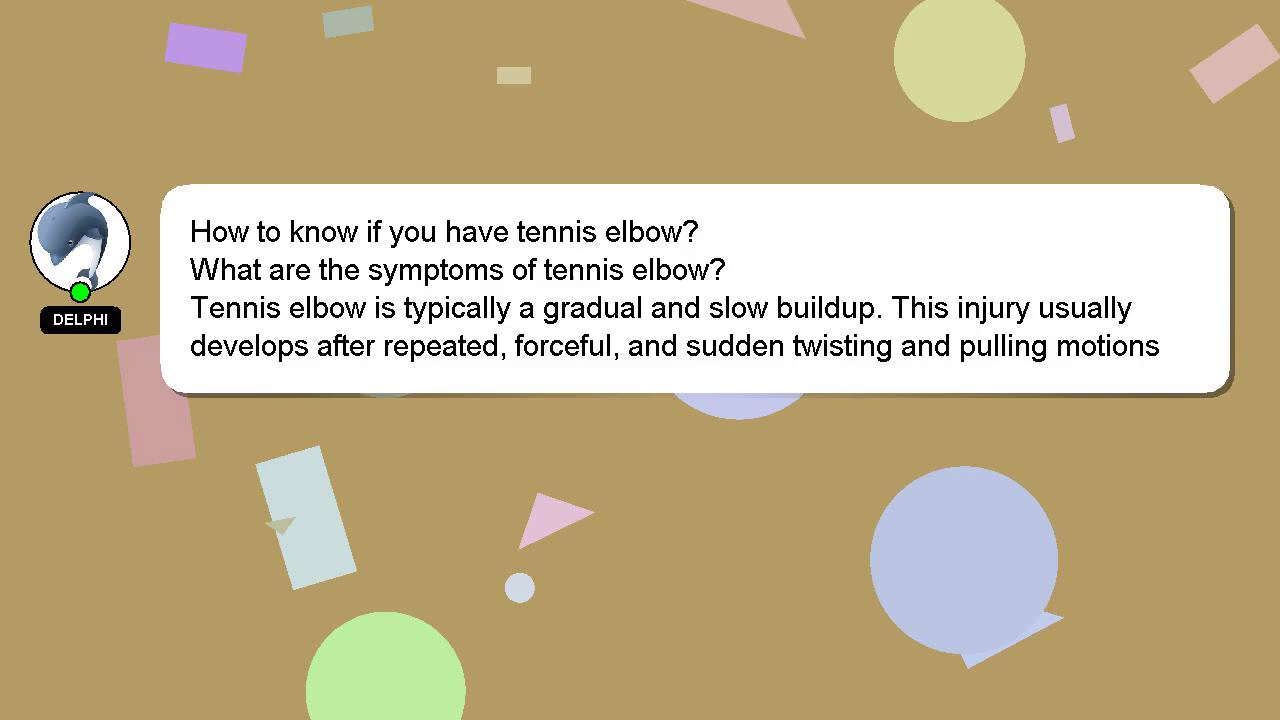 How to know if you have tennis elbow?
What are the symptoms of tennis elbow?
Tennis elbow is typically a gradual and slow buildup. This injury usually
develops after repeated, forceful, and sudden twisting and pulling motions
DELPHI